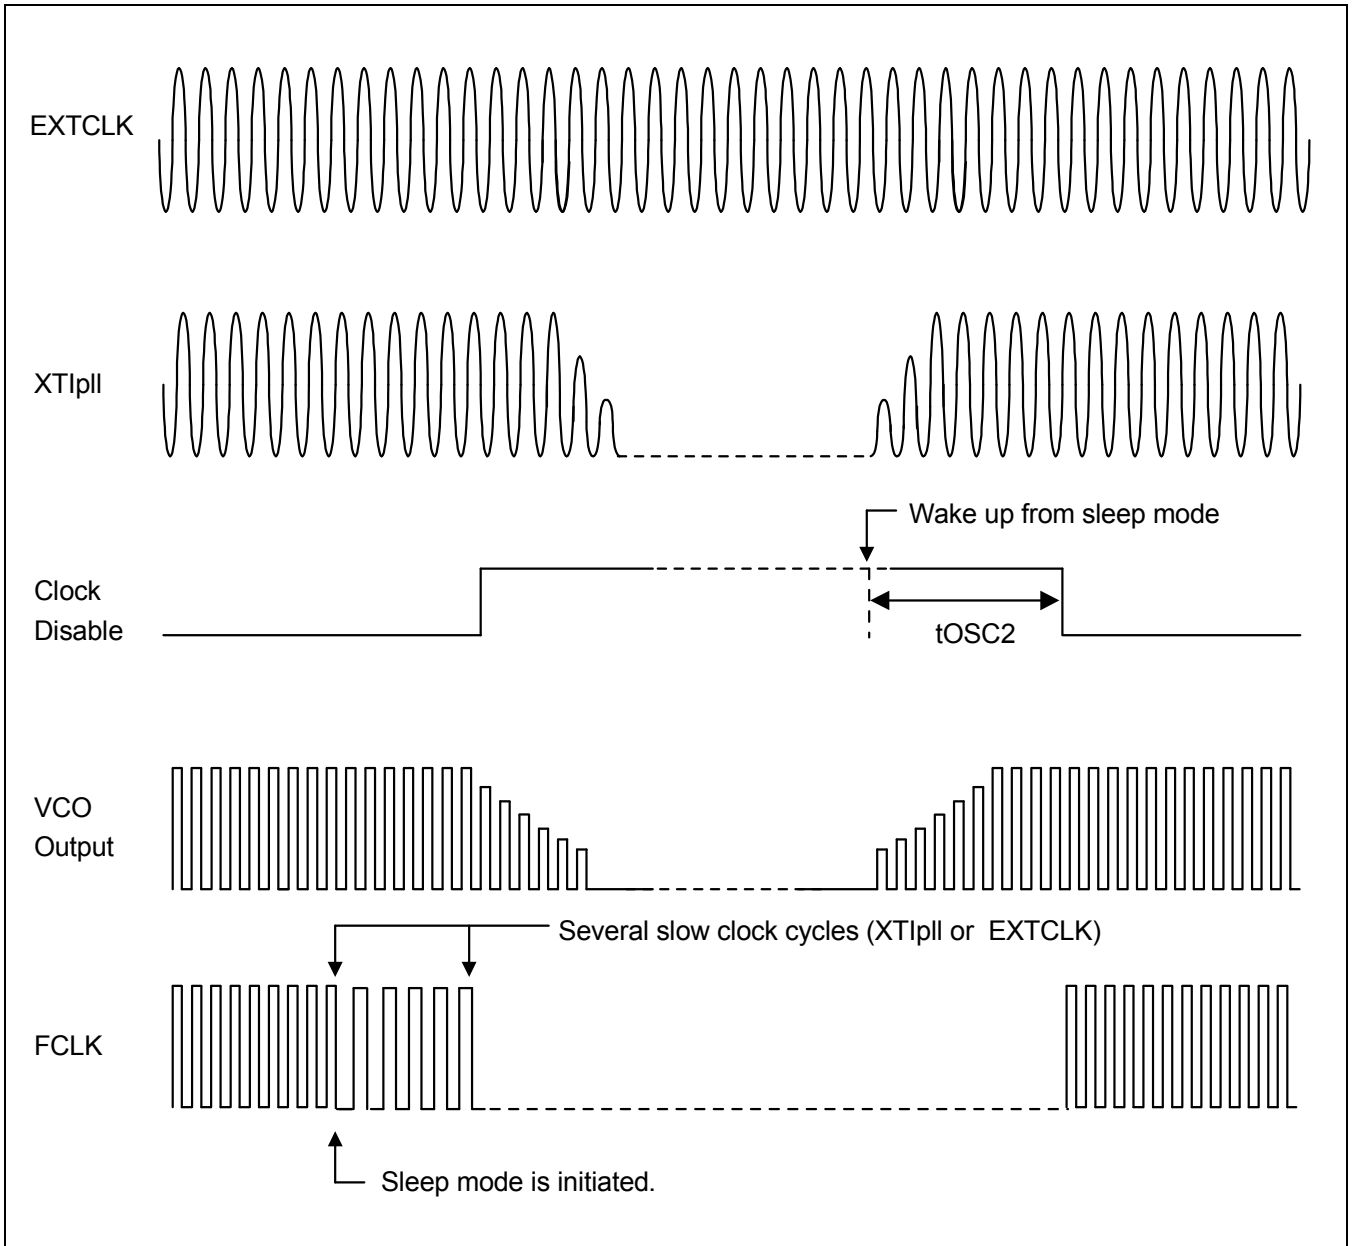 EXTCLK
XTIpll
Wake up from sleep mode
Clock
Disable
tOSC2
VCO
Output
Several slow clock cycles (XTIpll or EXTCLK)
FCLK
Sleep mode is initiated.